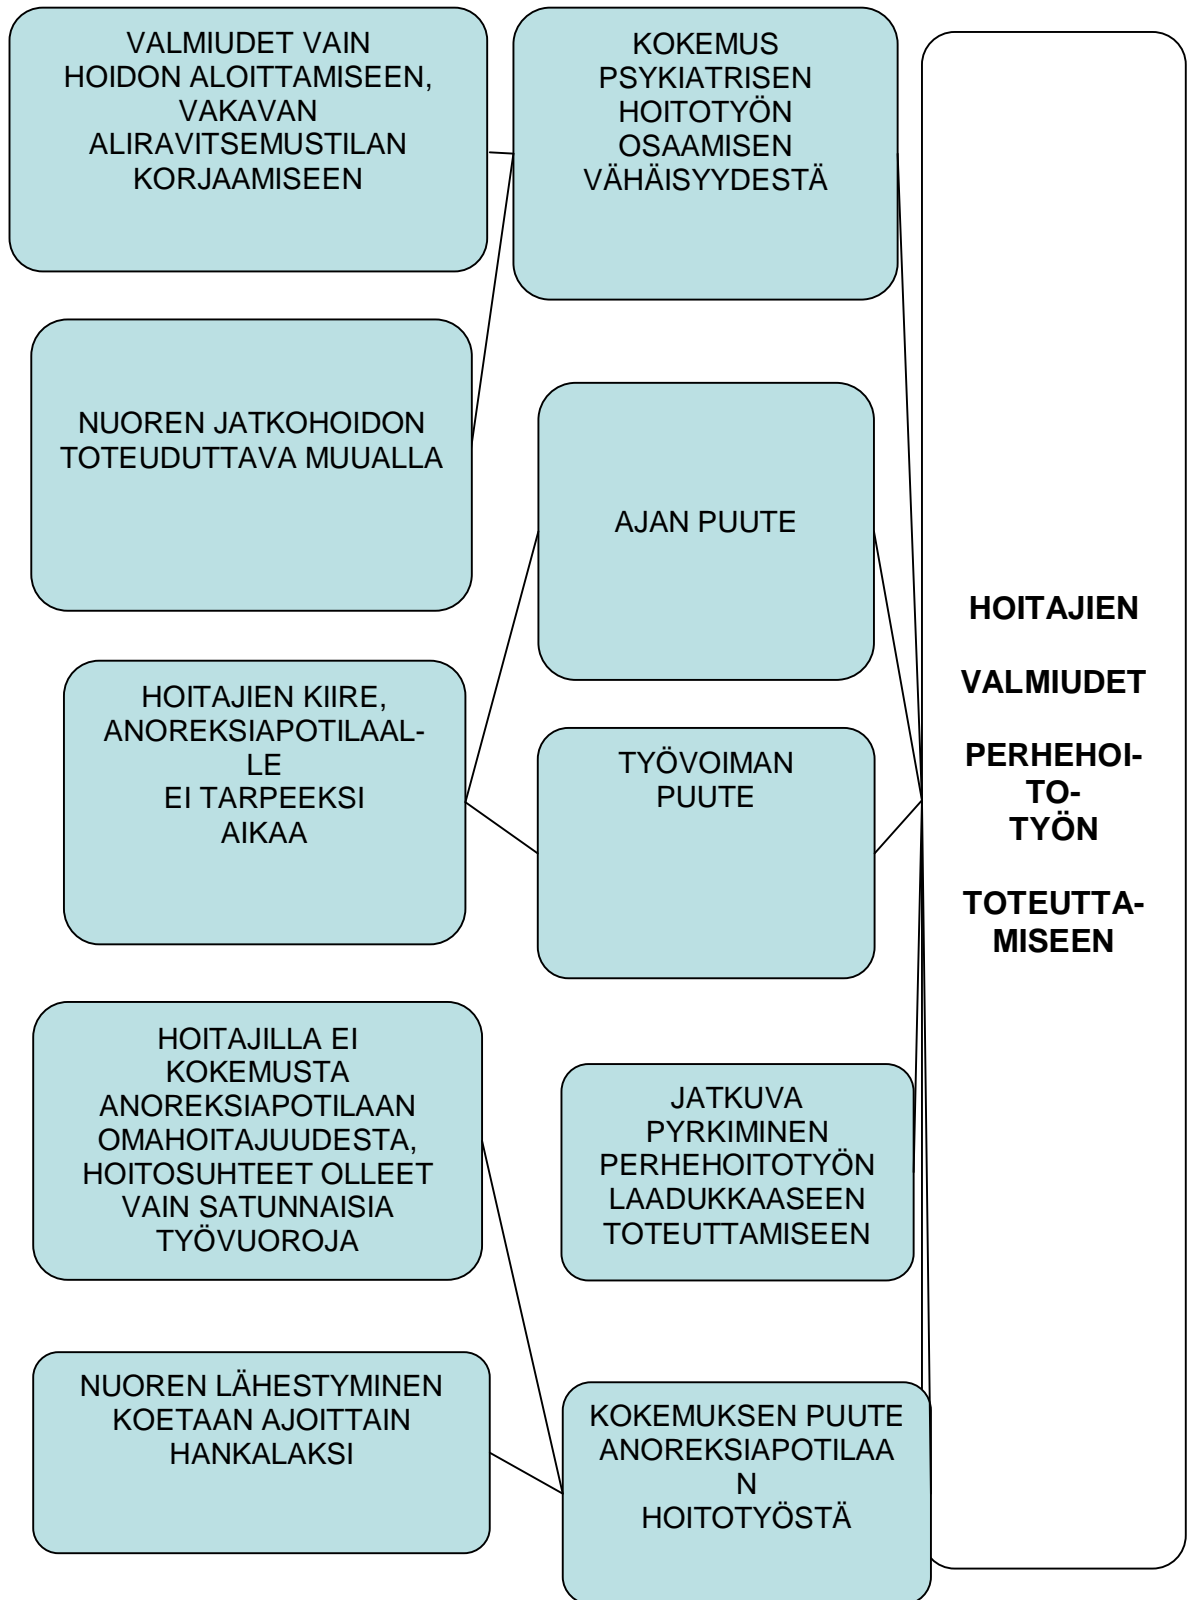 VALMIUDET VAIN
HOIDON ALOITTAMISEEN,
VAKAVAN
ALIRAVITSEMUSTILAN
KORJAAMISEEN
NUOREN JATKOHOIDON
TOTEUDUTTAVA MUUALLA
HOITAJIEN KIIRE,
ANOREKSIAPOTILAAL-
LE
EI TARPEEKSI
AIKAA
HOITAJILLA EI
KOKEMUSTA
ANOREKSIAPOTILAAN
OMAHOITAJUUDESTA,
HOITOSUHTEET OLLEET
VAIN SATUNNAISIA
TYÖVUOROJA
NUOREN LÄHESTYMINEN
KOETAAN AJOITTAIN
HANKALAKSI
KOKEMUS
PSYKIATRISEN
HOITOTYÖN
OSAAMISEN
VÄHÄISYYDESTÄ
AJAN PUUTE
TYÖVOIMAN
PUUTE
JATKUVA
PYRKIMINEN
PERHEHOITOTYÖN
LAADUKKAASEEN
TOTEUTTAMISEEN
KOKEMUKSEN PUUTE
ANOREKSIAPOTILAA
N
HOITOTYÖSTÄ
HOITAJIEN
VALMIUDET
PERHEHOI-
TO-
TYÖN
TOTEUTTA-
MISEEN